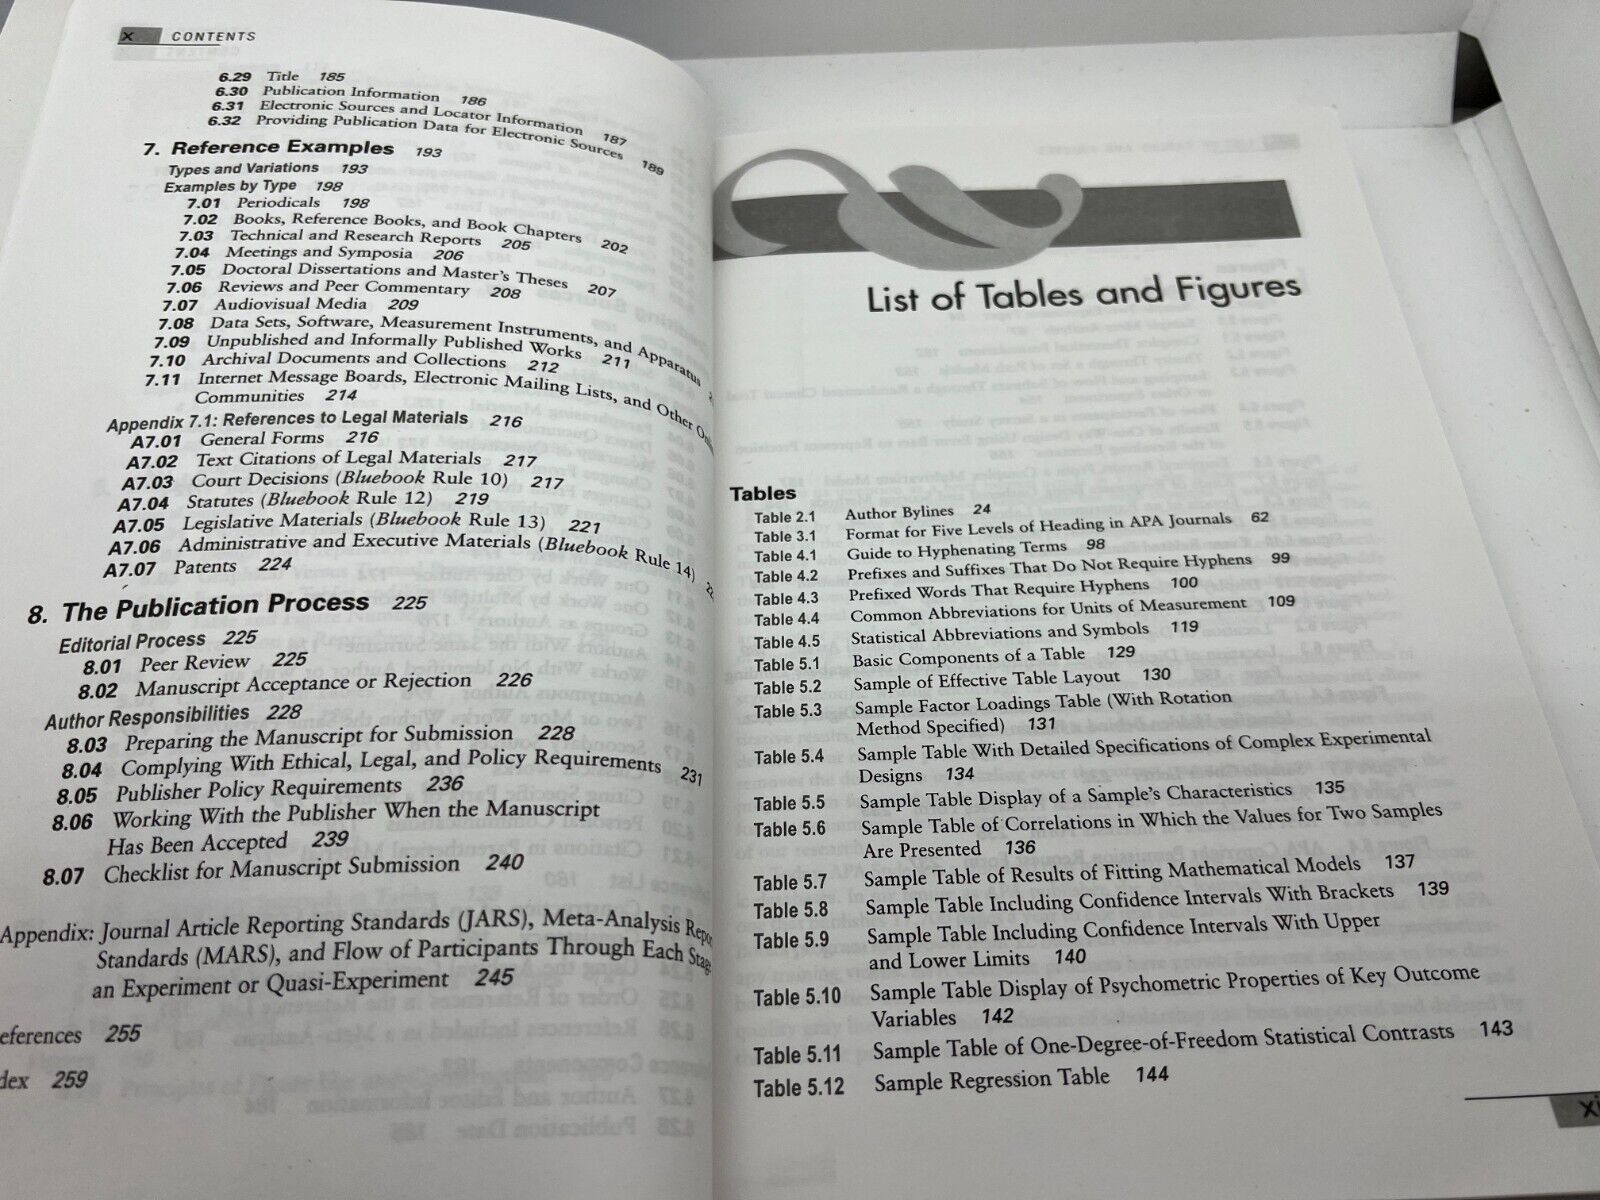 x CONTENTS
6.29 Title 185
6.30 Publication Information 186
6.31 Electronic Sources and Locator Information 187
6.32 Providing Publication Data for Electronic Sources 189
7. Reference Examples 193
Types and Variations 193
Examples by Type 198
7.01 Periodicals 198
7.02 Books, Reference Books, and Book Chapters 202
7.03 Technical and Research Reports 205
7.04 Meetings and Symposia 206
7.05 Doctoral Dissertations and Master's Theses 207
7.06 Reviews and Peer Commentary 208
7.07 Audiovisual Media 209
7.08 Data Sets, Software, Measurement Instruments, and Apparatus
7.09 Unpublished and Informally Published Works 211
7.10 Archival Documents and Collections 212
7.11 Internet Message Boards, Electronic Mailing Lists, and Other
Communities 214
Appendix 7.1: References to Legal Materials 216
A7.01 General Forms 216
A7.02 Text Citations of Legal Materials 217
A7.03 Court Decisions (Bluebook Rule 10) 217
A7.04 Statutes (Bluebook Rule 12) 219
A7.05 Legislative Materials (Bluebook Rule 13) 221
A7.06 Administrative and Executive Materials (Bluebook Rule 14)
A7.07 Patents 224
8. The Publication Process 225
Editorial Process 225
8.01 Peer Review 225
8.02 Manuscript Acceptance or Rejection 226
Author Responsibilities 228
8.03 Preparing the Manuscript for Submission 228
8.04 Complying With Ethical, Legal, and Policy Requirements 231
8.05 Publisher Policy Requirements 236
8.06 Working With the Publisher When the Manuscript
Has Been Accepted 239
8.07 Checklist for Manuscript Submission 240
Appendix: Journal Article Reporting Standards (JARS), Meta-Analysis Repor
Standards (MARS), and Flow of Participants Through Each Stag
an Experiment or Quasi-Experiment 245
eferences 255
dex 259
List of Tables and Figures
Tables
Table 2.1 Author Bylines 24
Table 3.1 Format for Five Levels of Heading in APA Journals 62
Table 4.1 Guide to Hyphenating Terms 98
Table 4.2 Prefixes and Suffixes That Do Not Require Hyphens 99
Table 4.3 Prefixed Words That Require Hyphens 100
Table 4.4 Common Abbreviations for Units of Measurement 109
Table 4.5 Statistical Abbreviations and Symbols 119
Table 5.1 Basic Components of a Table 129
Table 5.2 Sample of Effective Table Layout 130
Table 5.3 Sample Factor Loadings Table (With Rotation
Method Specified) 131
Table 5.4 Sample Table With Detailed Specifications of Complex Experimental
Designs 134
Table 5.5 Sample Table Display of a Sample's Characteristics 135
Table 5.6 Sample Table of Correlations in Which the Values for Two Samples
Are Presented 136
Table 5.7 Sample Table of Results of Fitting Mathematical Models 137
Table 5.8 Sample Table Including Confidence Intervals With Brackets 139
Table 5.9 Sample Table Including Confidence Intervals With Upper
and Lower Limits 140
Table 5.10 Sample Table Display of Psychometric Properties of Key Outcome
Variables 142
Table 5.11 Sample Table of One-Degree-of-Freedom Statistical Contrasts 143
Table 5.12 Sample Regression Table 144
xi